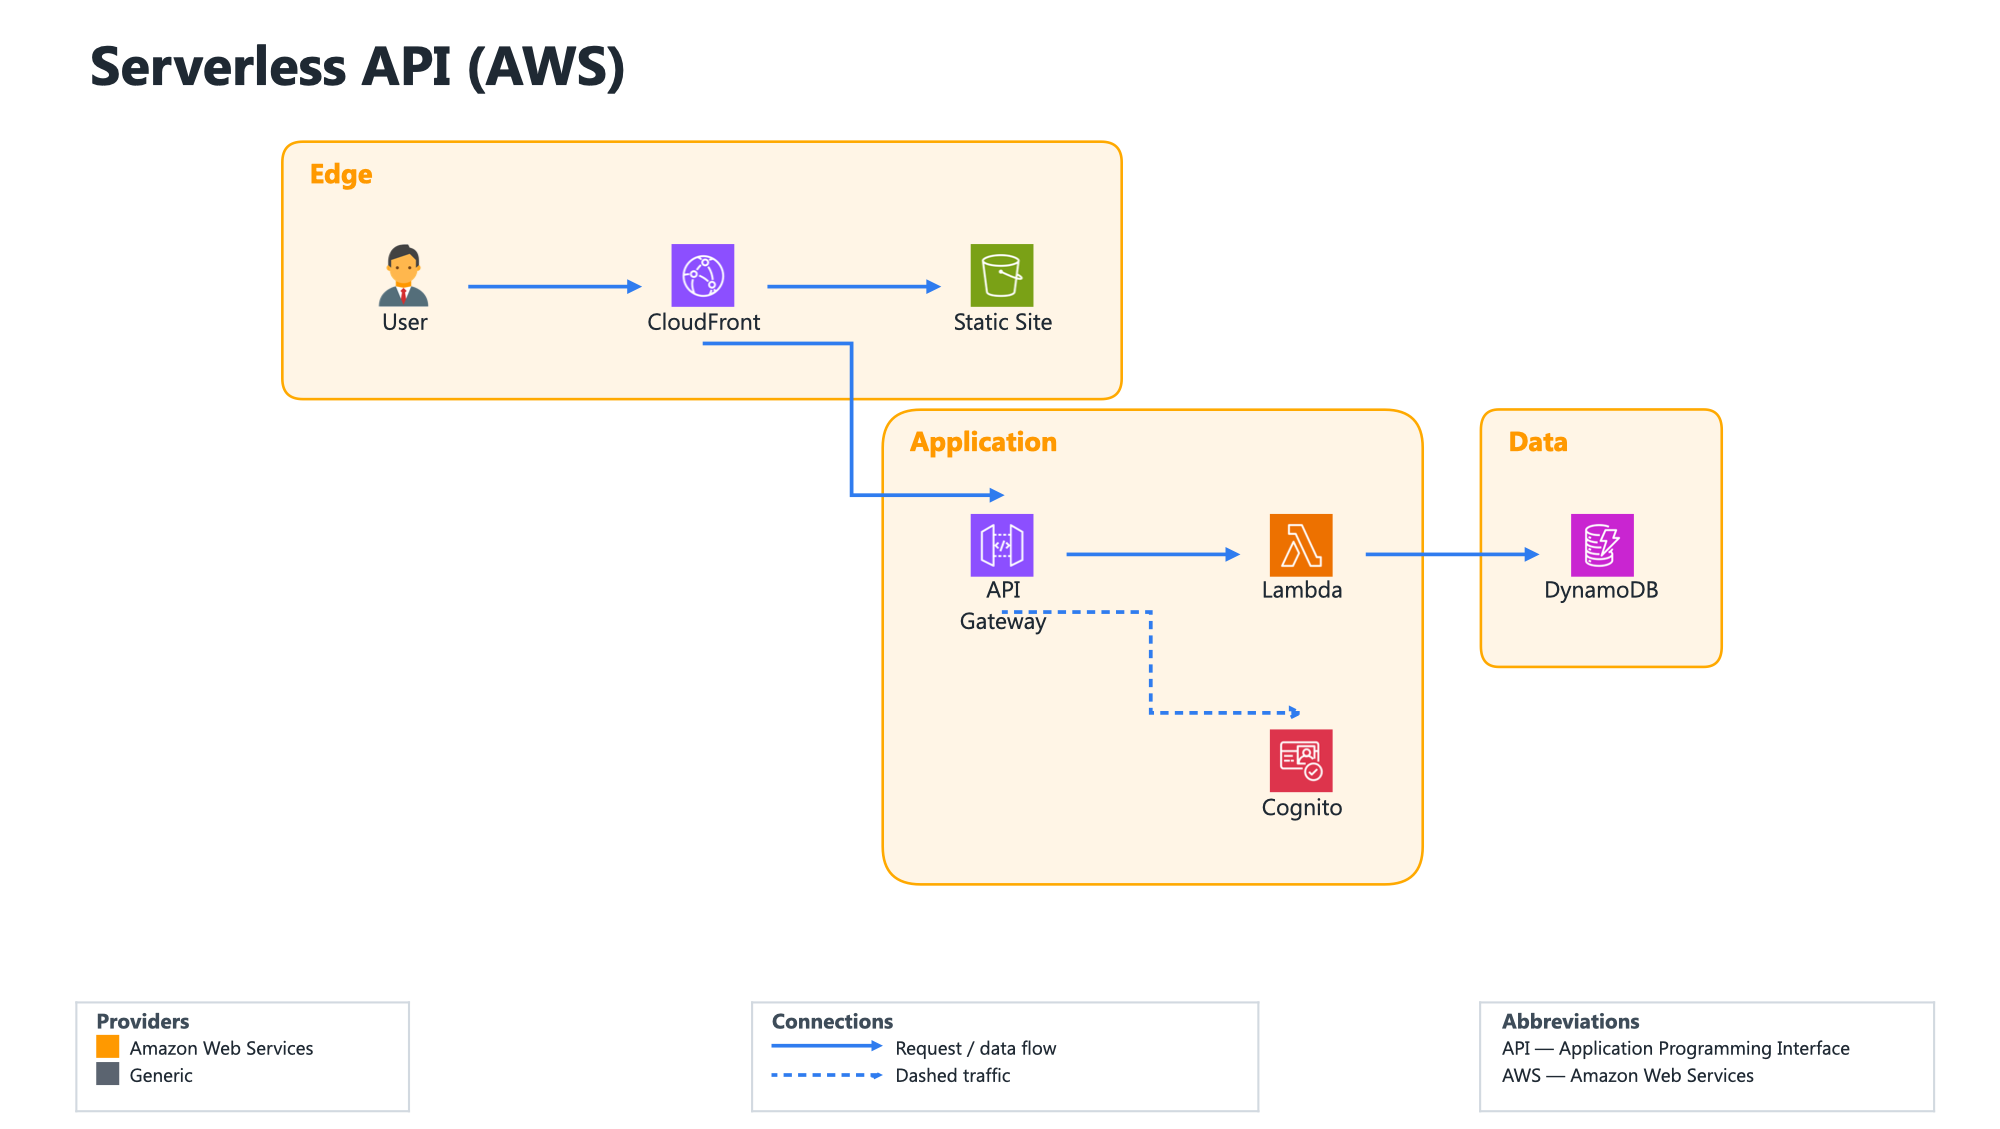 Serverless API (AWS)
Edge
User
CloudFront
Static Site
Application
Data
API
Gateway
Lambda
DynamoDB
Cognito
Providers
Amazon Web Services
Generic
Connections
Request / data flow
Dashed traffic
Abbreviations
API — Application Programming Interface
AWS — Amazon Web Services